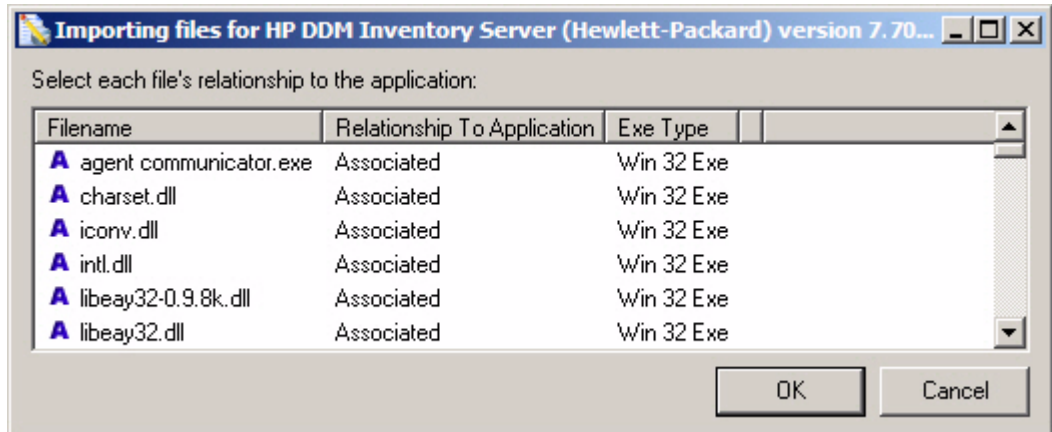 Importing files for HP DDM Inventory Server (Hewlett-Packard) version 7.70...
Select each file's relationship to the application:
Filename Relationship To Application Exe Type
A agent communicator.exe Associated Win 32 Exe
A charset.dll Associated Win 32 Exe
A iconv.dll Associated Win 32 Exe
A intl.dll Associated Win 32 Exe
A libeay32-0.9.8k.dll Associated Win 32 Exe
A libeay32.dll Associated Win 32 Exe
OK Cancel